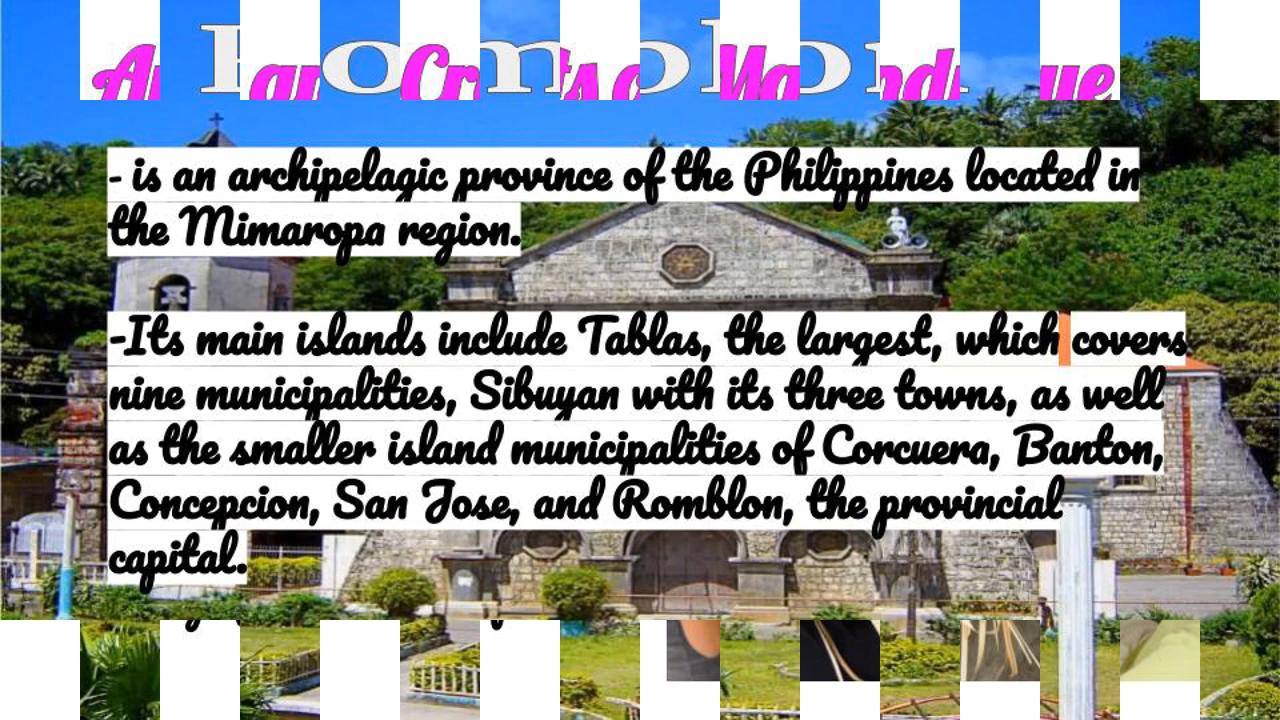 Romblon
- is an archipelagic province of the Philippines located in
the Mimaropa region.
-Its main islands include Tablas, the largest, which covers
nine municipalities, Sibuyan with its three towns, as well
as the smaller island municipalities of Corcuera, Banton,
Concepcion, San Jose, and Romblon, the provincial
capital.